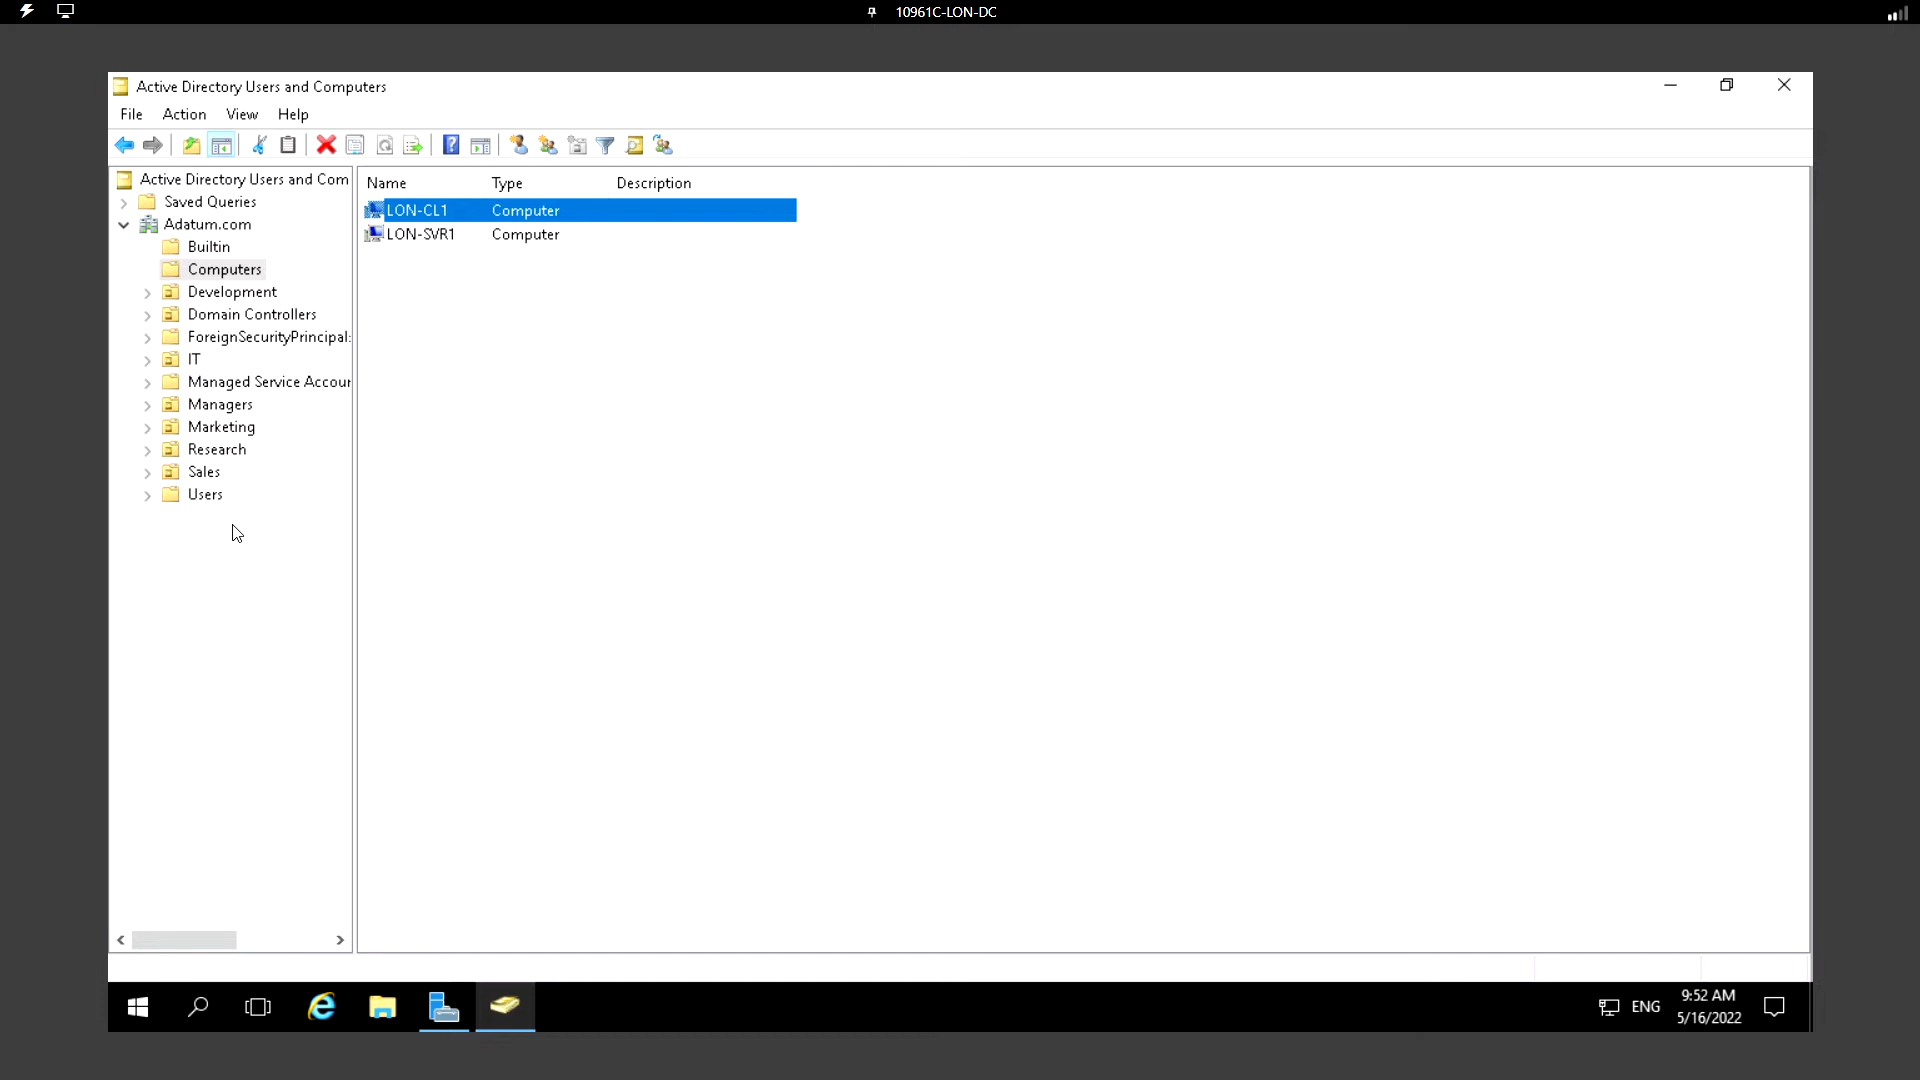 10961C-LON-DC
Active Directory Users and Computers
File Action View Help
Active Directory Users and Com
Saved Queries
Adatum.com
Builtin
Computers
Development
Domain Controllers
ForeignSecurityPrincipal:
IT
Managed Service Accour
Managers
Marketing
Research
Sales
Users
Name Type Description
LON-CL1 Computer
LON-SVR1 Computer
ENG
9:52 AM
5/16/2022